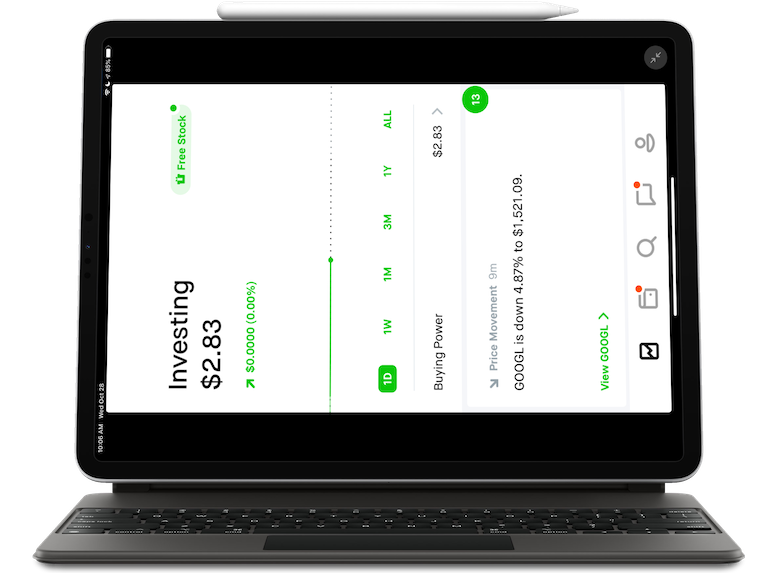 10:06 AM Wed Oct 28
85%
Free Stock
Investing
$2.83
$0.0000 (0.00%)
1D 1W 1M 3M 1Y ALL
Buying Power $2.83
13
Price Movement 9m
GOOGL is down 4.87% to $1,521.09.
View GOOGL